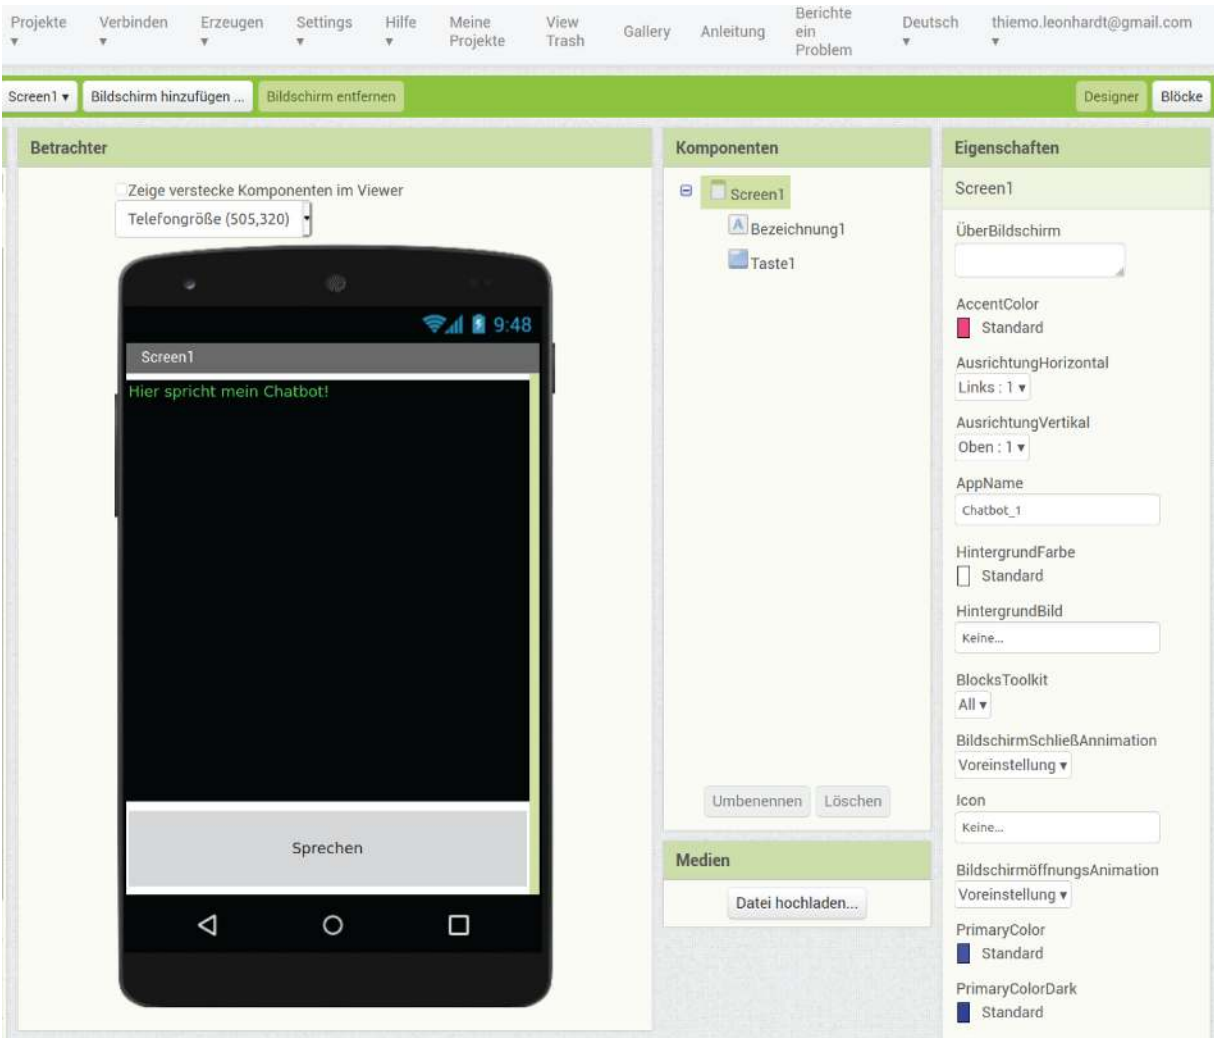 Projekte
Verbinden
Erzeugen
Settings
Hilfe
Meine
Projekte
View
Trash
Gallery
Anleitung
Berichte
ein
Problem
Deutsch
thiemo.leonhardt@gmail.com
Screen1
Bildschirm hinzufügen ...
Bildschirm entfernen
Designer
Blöcke
Betrachter
Zeige verstecke Komponenten im Viewer
Telefongröße (505,320)
9:48
Screen1
Hier spricht mein Chatbot!
Sprechen
Komponenten
Screen1
A Bezeichnung1
Taste1
Umbenennen Löschen
Medien
Datei hochladen...
Eigenschaften
Screen1
ÜberBildschirm
AccentColor
Standard
AusrichtungHorizontal
Links : 1
AusrichtungVertikal
Oben : 1
AppName
Chatbot_1
HintergrundFarbe
Standard
HintergrundBild
Keine...
BlocksToolkit
All
BildschirmSchließAnnimation
Voreinstellung
Icon
Keine...
BildschirmöffnungsAnimation
Voreinstellung
PrimaryColor
Standard
PrimaryColorDark
Standard